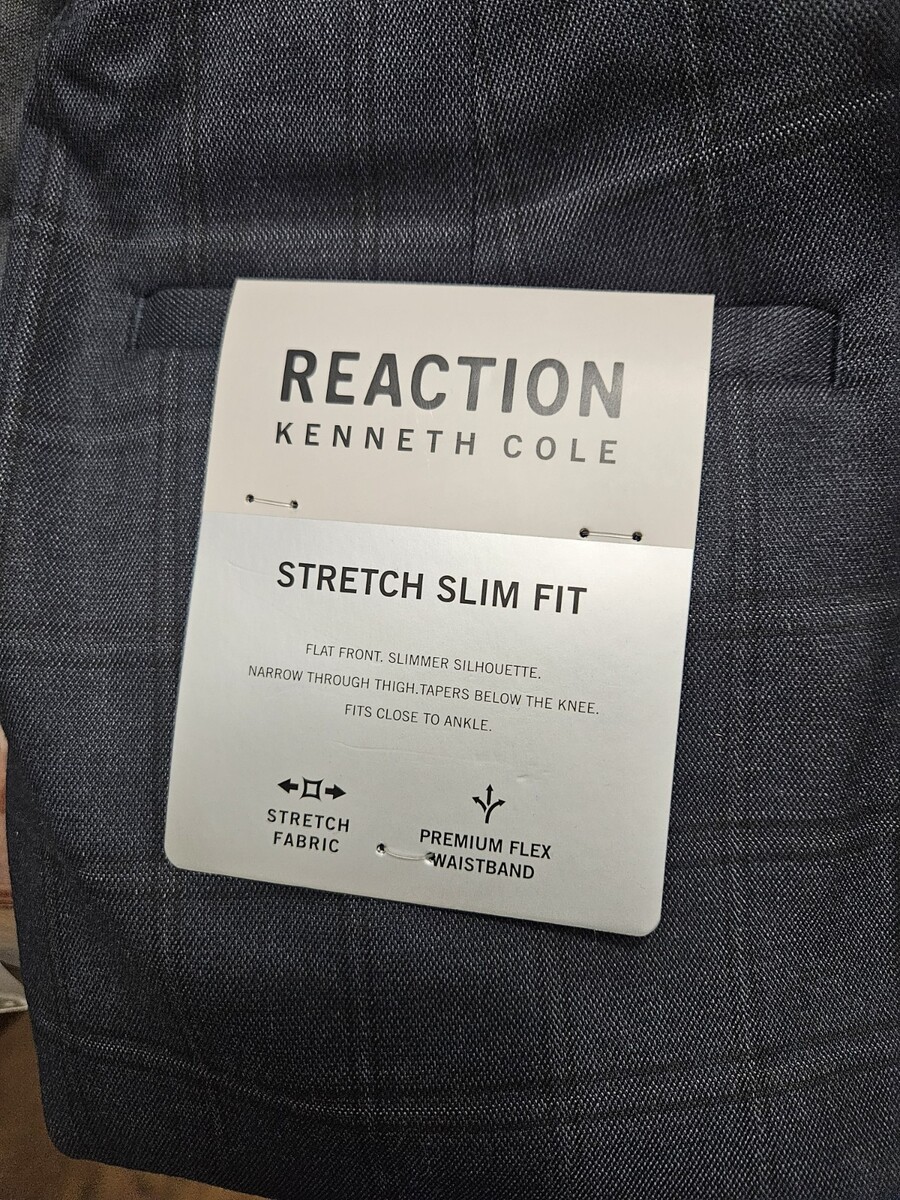 REACTION
KENNETH COLE
STRETCH SLIM FIT
FLAT FRONT, SLIMMER SILHOUETTE.
NARROW THROUGH THIGH.TAPERS BELOW THE KNEE.
FITS CLOSE TO ANKLE.
STRETCH
FABRIC
PREMIUM FLEX
WAISTBAND